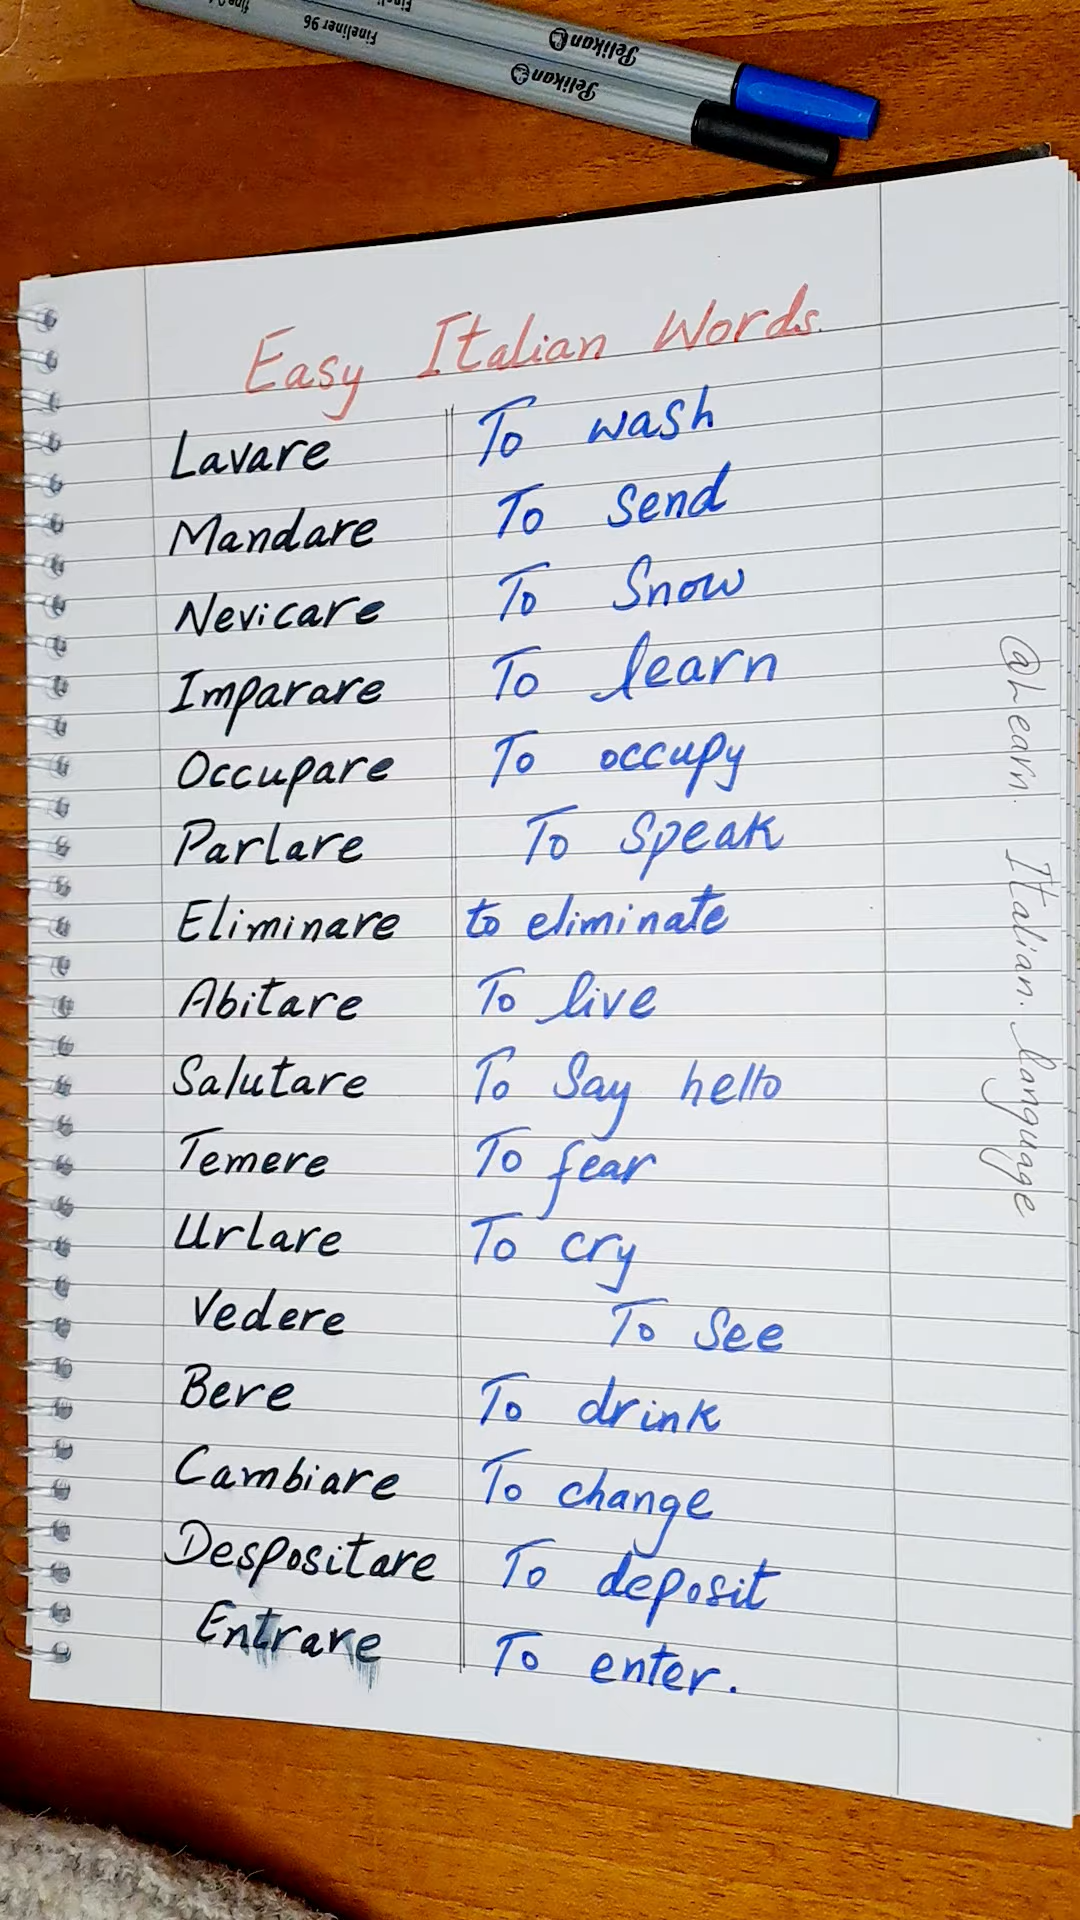 Pelikan
Fineliner 96
Pelikan
Easy Italian Words.
Lavare To wash
Mandare To Send
Nevicare To Snow
Imparare To learn
Occupare To occupy
Parlare To Speak
Eliminare to eliminate
Abitare To live
Salutare To Say hello
Temere To fear
Urlare To cry
Vedere To See
Bere To drink
Cambiare To change
Despositare To deposit
Entrare To enter.
@Learn. Italian. language